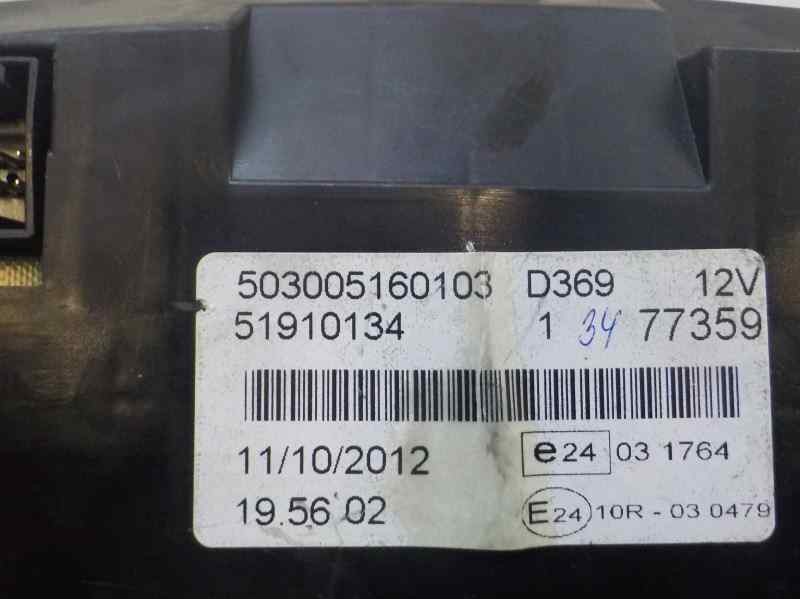 503005160103 D369 12V
51910134 1 34 77359
11/10/2012 e24 03 1764
19.56 02 E24 10R - 03 0479